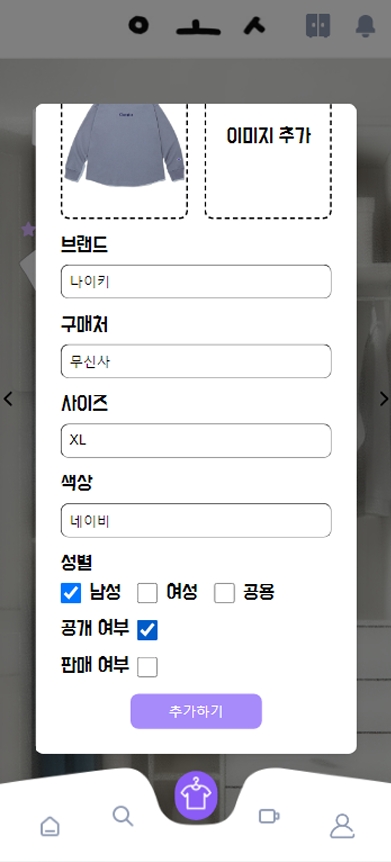 ㅇㅗㅅ
이미지 추가
브랜드
나이키
구매처
무신사
사이즈
XL
색상
네이비
성별
남성 여성 공용
공개 여부
판매 여부
추가하기